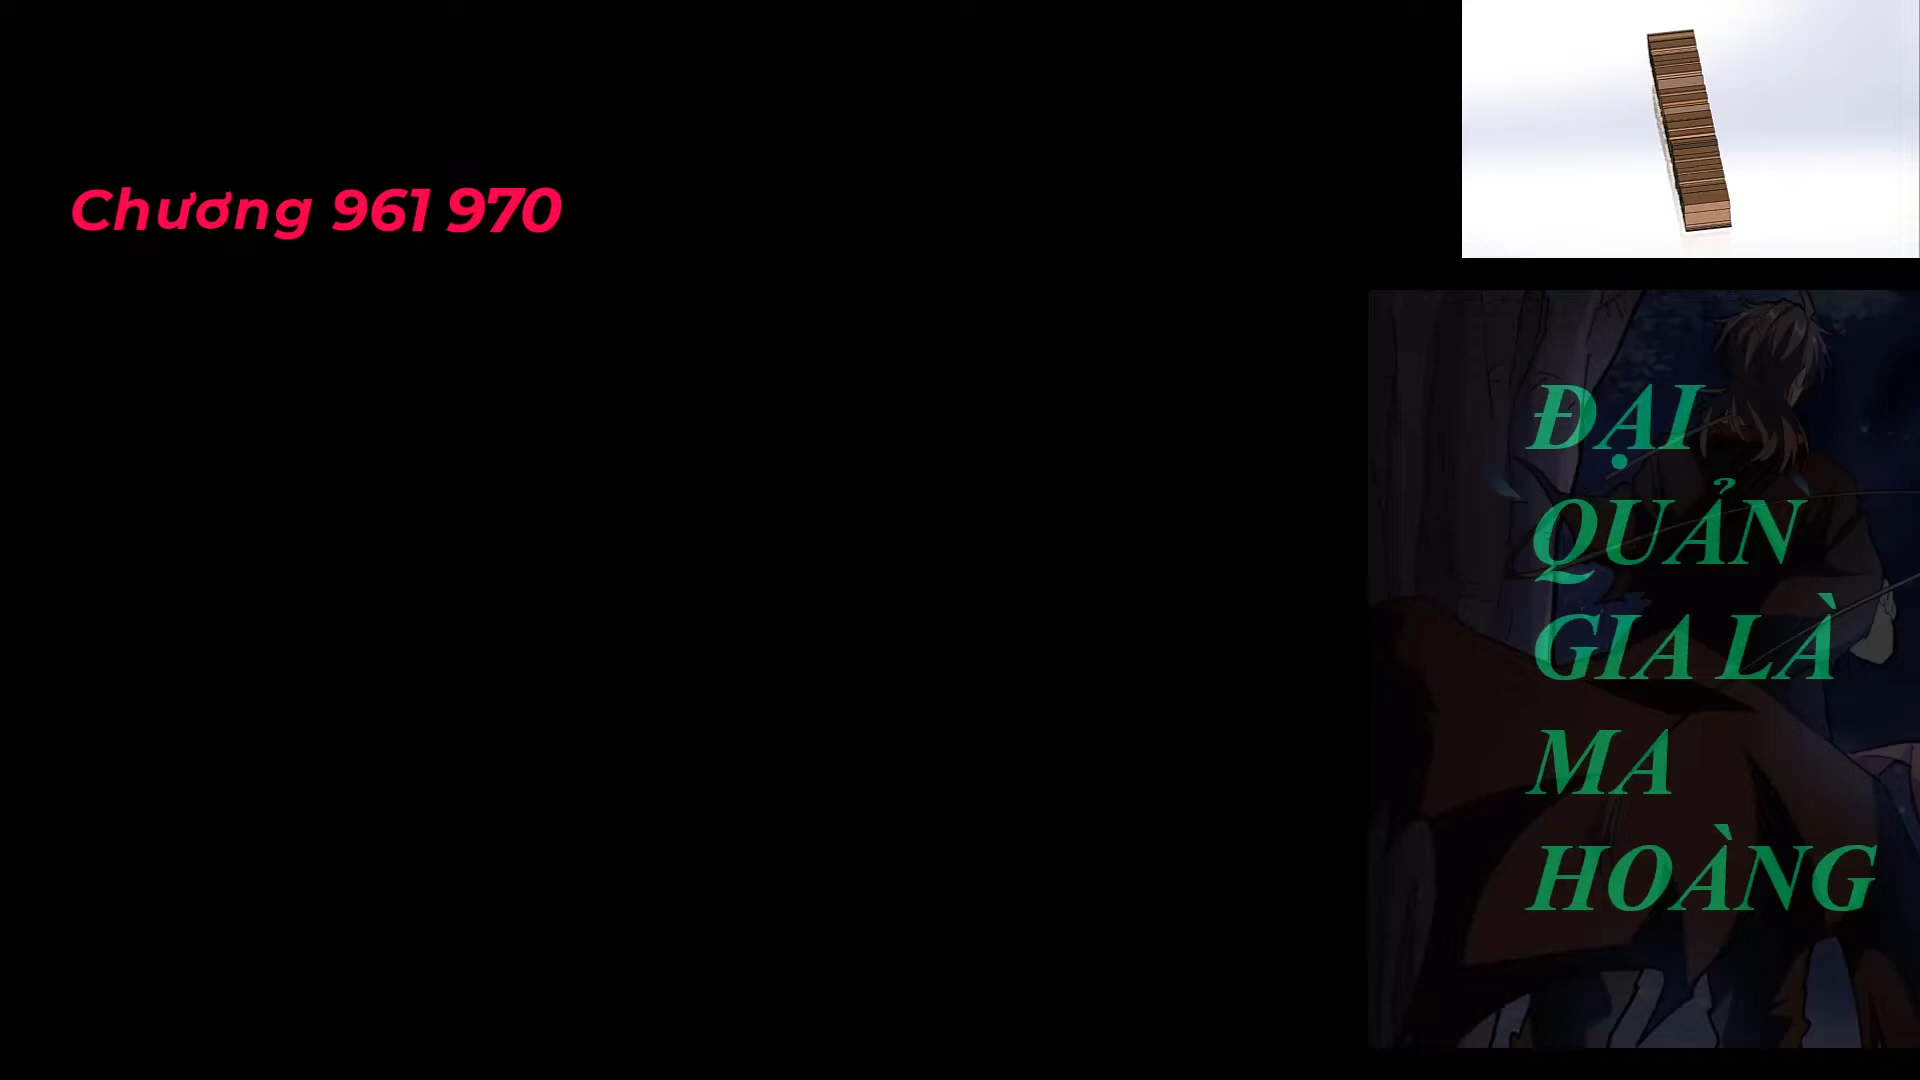 Chương 961 970
ĐẠI
QUẢN
GIA LÀ
MA
HOÀNG